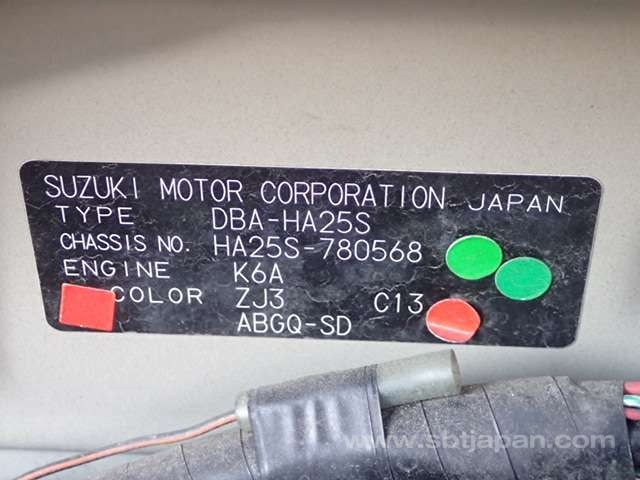 SUZUKI MOTOR CORPORATION JAPAN
TYPE DBA-HA25S
CHASSIS NO. HA25S-780568
ENGINE K6A
COLOR ZJ3 C13
ABGQ-SD
www.sbtjapan.com